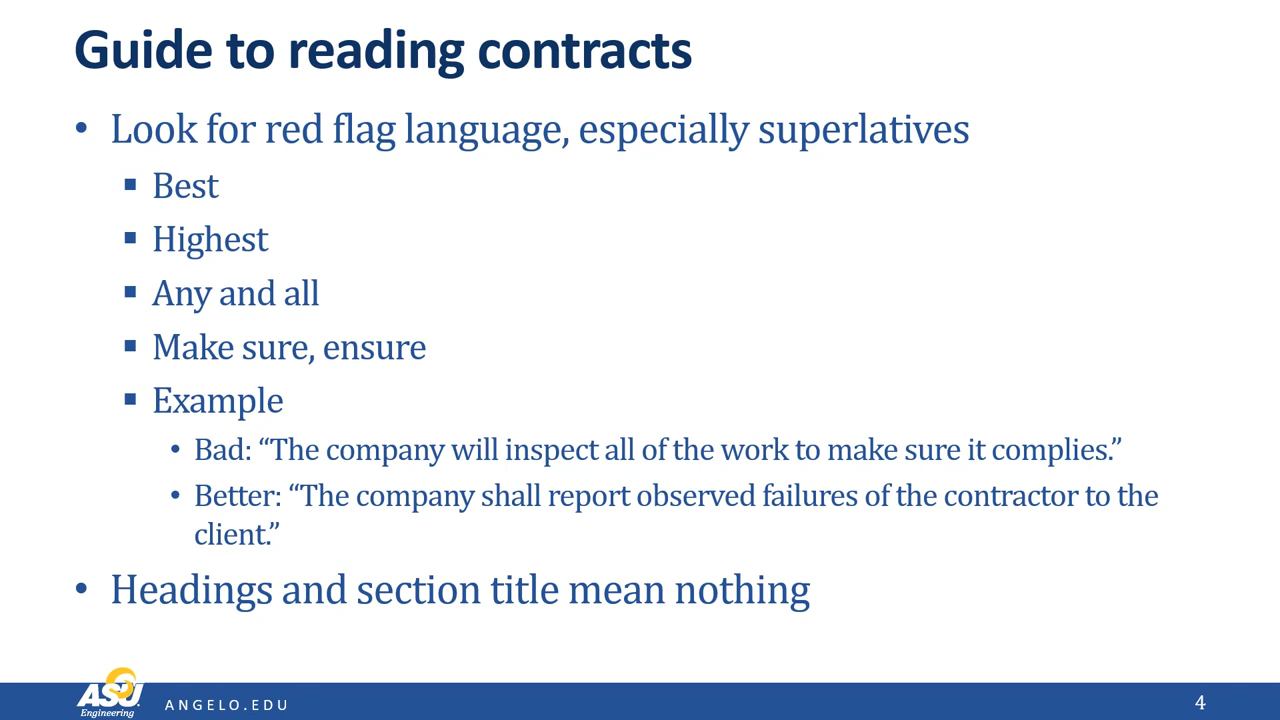 Guide to reading contracts
• Look for red flag language, especially superlatives
▪ Best
▪ Highest
▪ Any and all
▪ Make sure, ensure
▪ Example
• Bad: “The company will inspect all of the work to make sure it complies.”
• Better: “The company shall report observed failures of the contractor to the
client.”
• Headings and section title mean nothing
ASU
Engineering
ANGELO.EDU
4